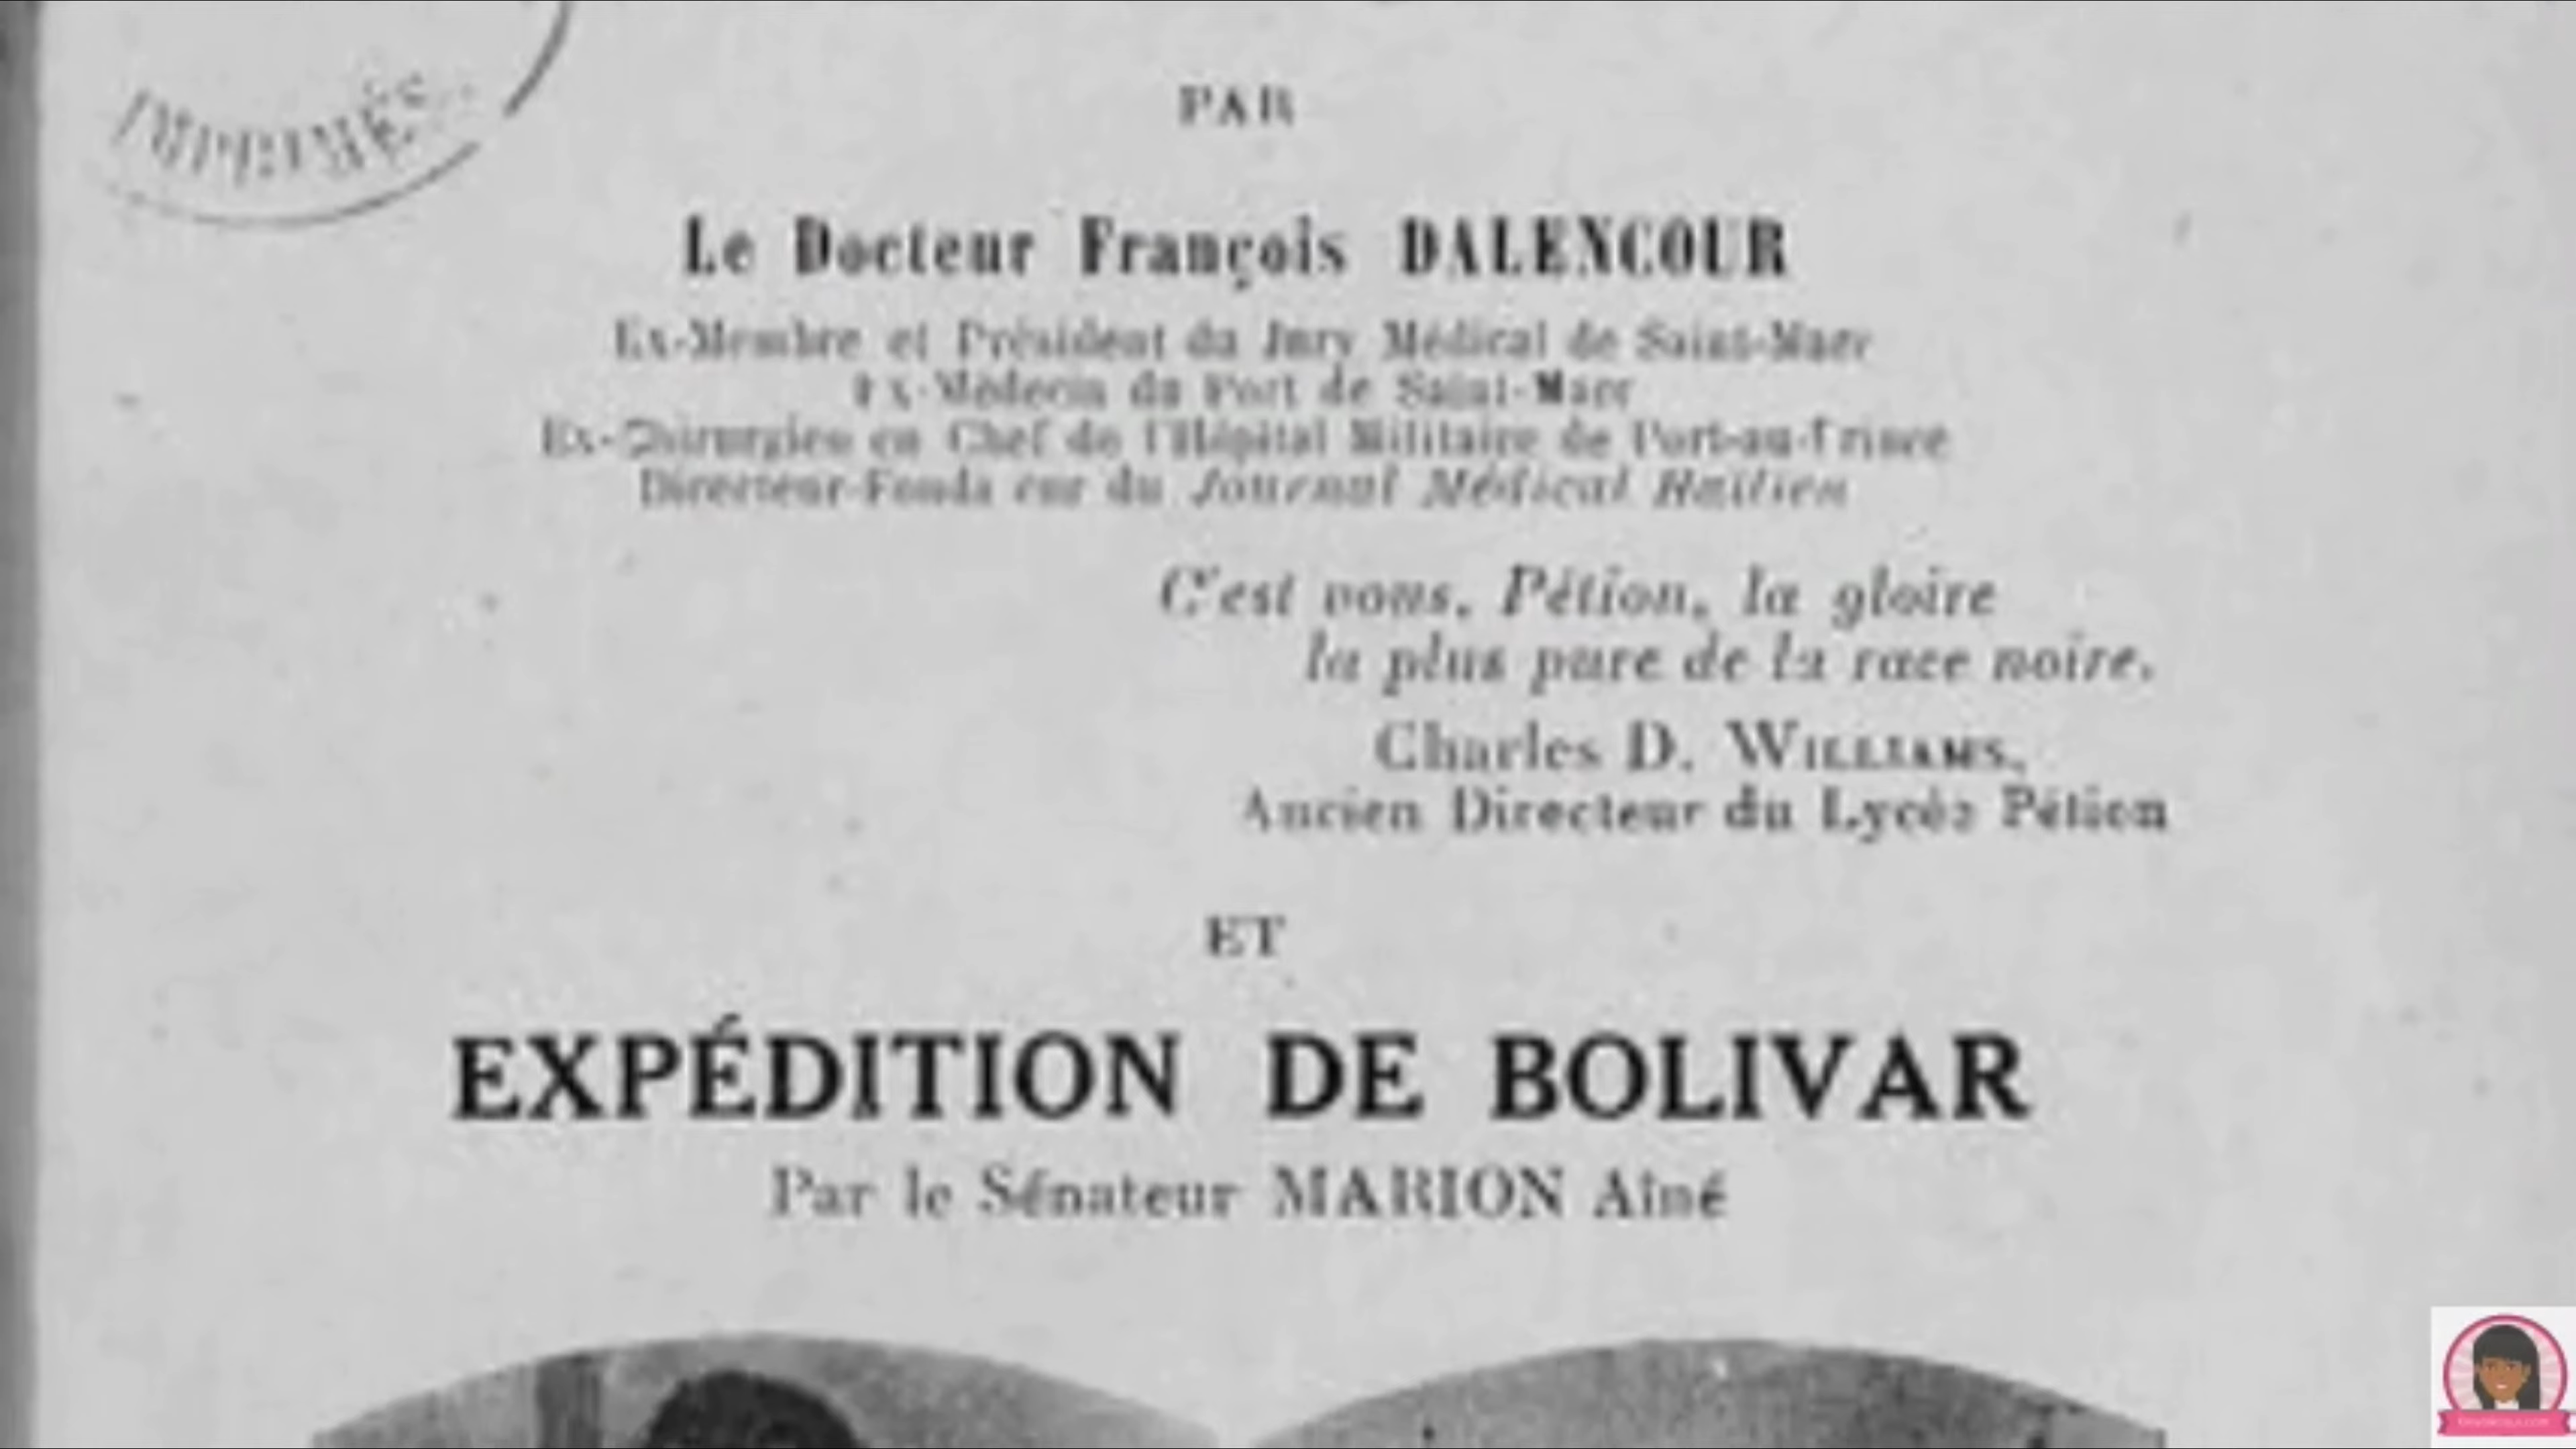 IMPRIMÉS
PAR
Le Docteur François DALENCOUR
Ex-Membre et Président du Jury Médical de Saint-Marc
Ex-Médecin du Port de Saint-Marc
Ex-Chirurgien en Chef de l'Hôpital Militaire de Port-au-Prince
Directeur-Fondateur du Journal Médical Haïtien
C'est vous, Pétion, la gloire
la plus pure de la race noire.
Charles D. WILLIAMS,
Ancien Directeur du Lycée Pétion
ET
EXPÉDITION DE BOLIVAR
Par le Sénateur MARION Aîné